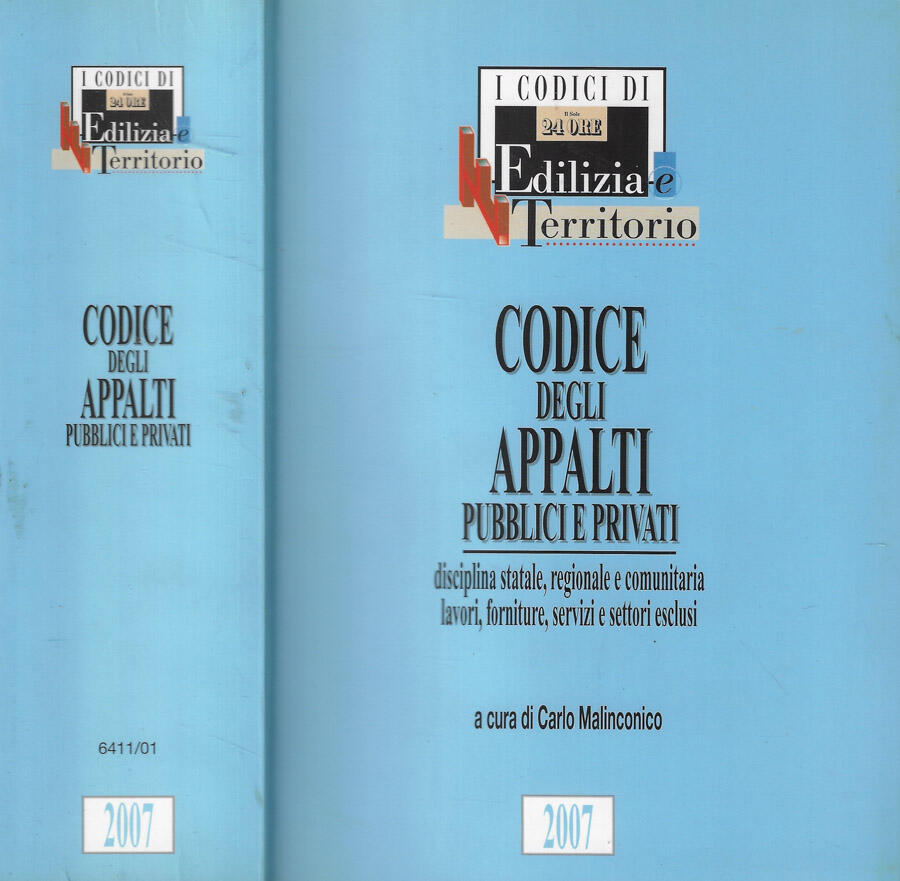 I CODICI DI
Il Sole
24 ORE
Edilizia e
Territorio
CODICE
DEGLI
APPALTI
PUBBLICI E PRIVATI
6411/01
2007
I CODICI DI
Il Sole
24 ORE
Edilizia e
Territorio
CODICE
DEGLI
APPALTI
PUBBLICI E PRIVATI
disciplina statale, regionale e comunitaria
lavori, forniture, servizi e settori esclusi
a cura di Carlo Malinconico
2007